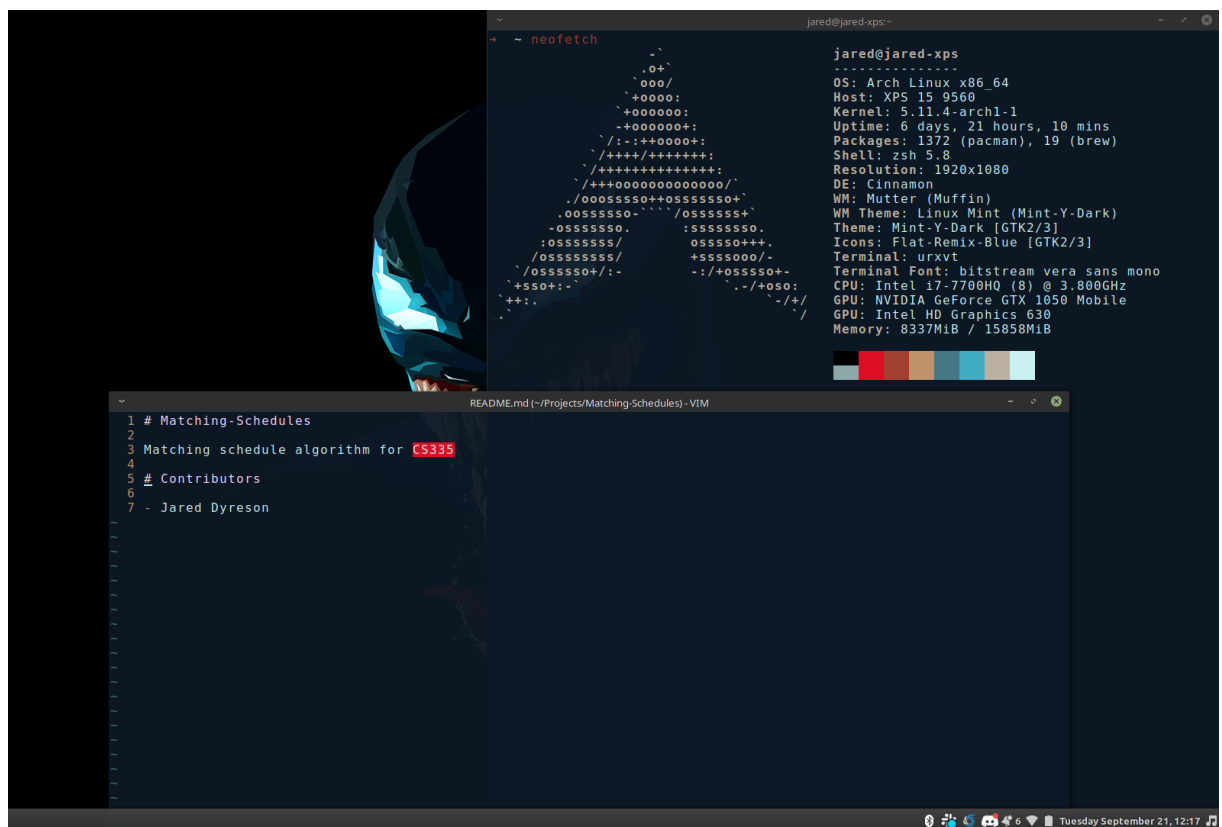 jared@jared-xps:~
→ ~ neofetch
jared@jared-xps
---------------
OS: Arch Linux x86_64
Host: XPS 15 9560
Kernel: 5.11.4-arch1-1
Uptime: 6 days, 21 hours, 10 mins
Packages: 1372 (pacman), 19 (brew)
Shell: zsh 5.8
Resolution: 1920x1080
DE: Cinnamon
WM: Mutter (Muffin)
WM Theme: Linux Mint (Mint-Y-Dark)
Theme: Mint-Y-Dark [GTK2/3]
Icons: Flat-Remix-Blue [GTK2/3]
Terminal: urxvt
Terminal Font: bitstream vera sans mono
CPU: Intel i7-7700HQ (8) @ 3.800GHz
GPU: NVIDIA GeForce GTX 1050 Mobile
GPU: Intel HD Graphics 630
Memory: 8337MiB / 15858MiB
README.md (~/Projects/Matching-Schedules) - VIM
1 # Matching-Schedules
2
3 Matching schedule algorithm for CS335
4
5 # Contributors
6
7 - Jared Dyreson
6 Tuesday September 21, 12:17